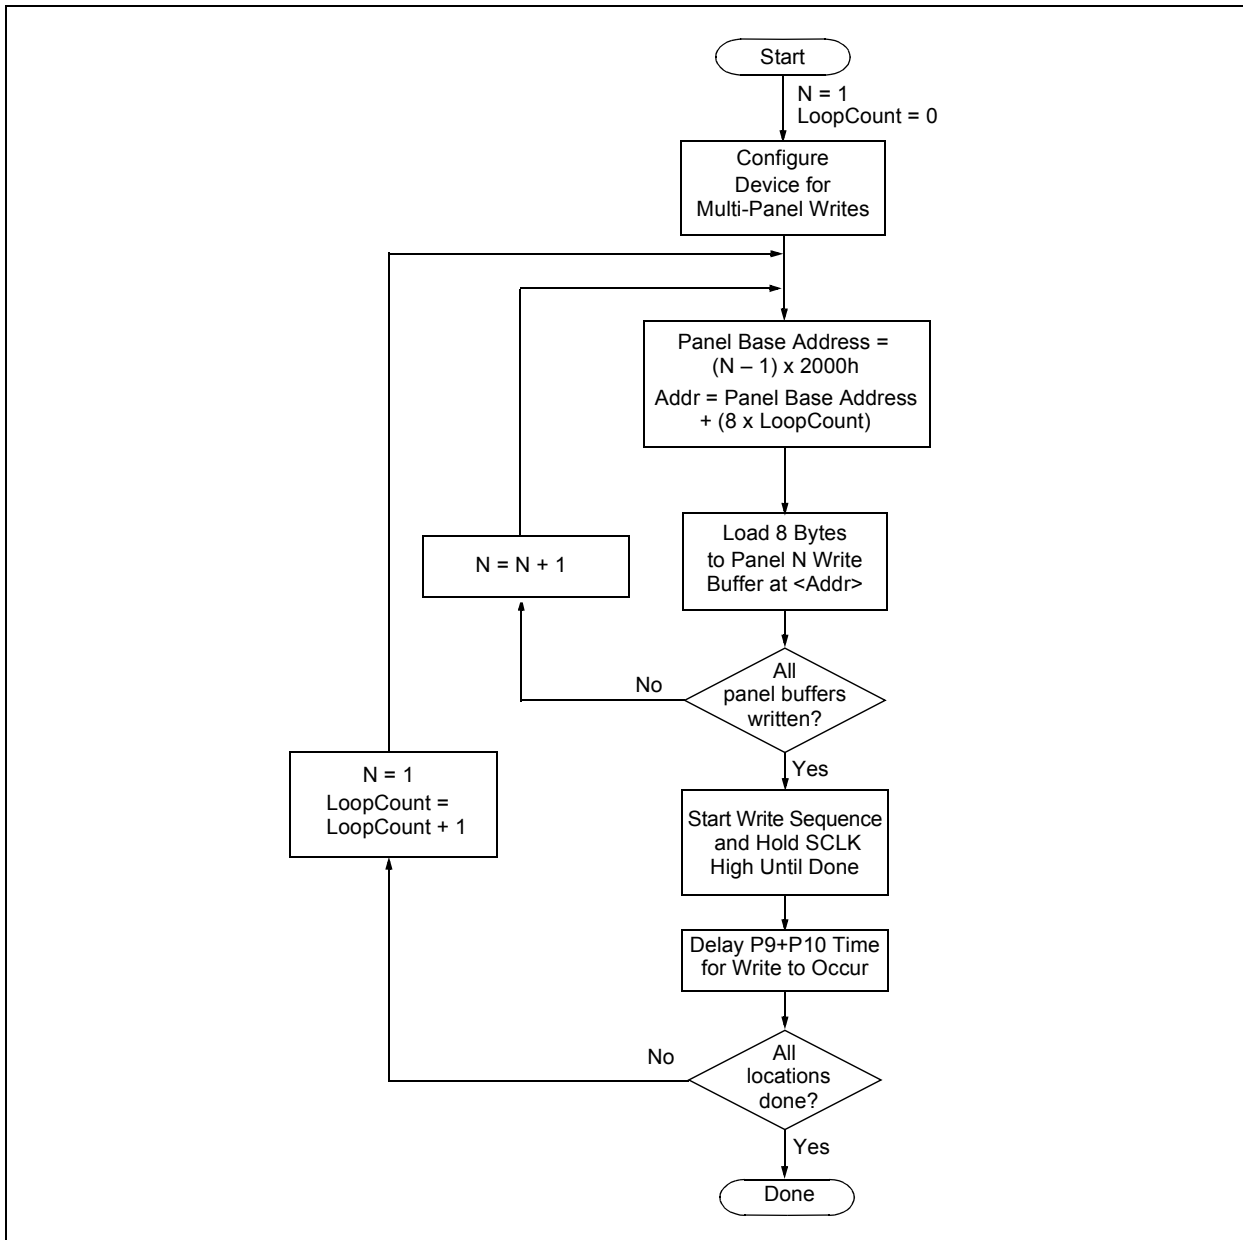 Start
N = 1
LoopCount = 0
Configure
Device for
Multi-Panel Writes
Panel Base Address =
(N – 1) x 2000h
Addr = Panel Base Address
+ (8 x LoopCount)
Load 8 Bytes
to Panel N Write
Buffer at <Addr>
N = N + 1
All
panel buffers
written?
No
Yes
N = 1
LoopCount =
LoopCount + 1
Start Write Sequence
and Hold SCLK
High Until Done
Delay P9+P10 Time
for Write to Occur
All
locations
done?
No
Yes
Done